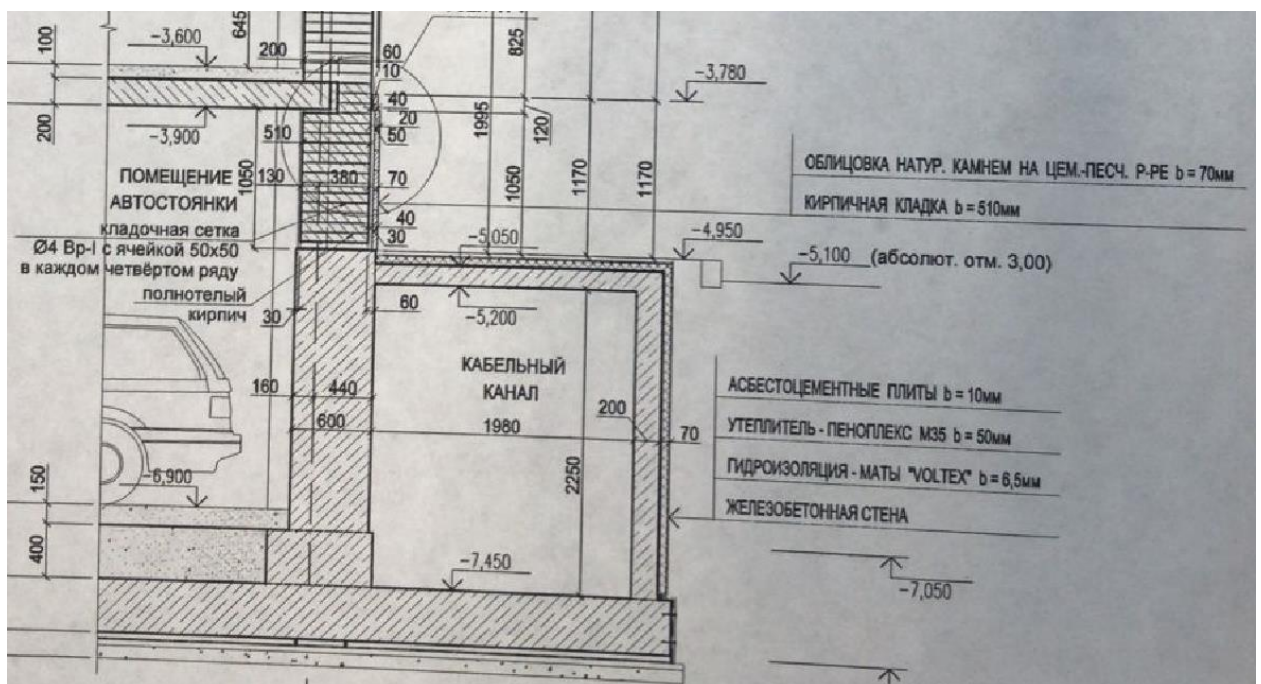 645
100
-3,600
200
60
825
10
-3,780
40
200
-3,900
510
20
50
1995
120
ПОМЕЩЕНИЕ
АВТОСТОЯНКИ
1050
130
380
70
1050
1170
1170
ОБЛИЦОВКА НАТУР. КАМНЕМ НА ЦЕМ.-ПЕСЧ. Р-РЕ b = 70мм
КИРПИЧНАЯ КЛАДКА b = 510мм
кладочная сетка
Ø4 Bp-I с ячейкой 50x50
в каждом четвёртом ряду
40
30
-5,050
-4,950
-5,100 (абсолют. отм. 3,00)
полнотелый
кирпич
30
60
-5,200
КАБЕЛЬНЫЙ
КАНАЛ
160
440
600
1980
200
70
2250
АСБЕСТОЦЕМЕНТНЫЕ ПЛИТЫ b = 10мм
УТЕПЛИТЕЛЬ - ПЕНОПЛЕКС М35 b = 50мм
ГИДРОИЗОЛЯЦИЯ - МАТЫ "VOLTEX" b = 6,5мм
ЖЕЛЕЗОБЕТОННАЯ СТЕНА
150
-6,900
400
-7,450
-7,050